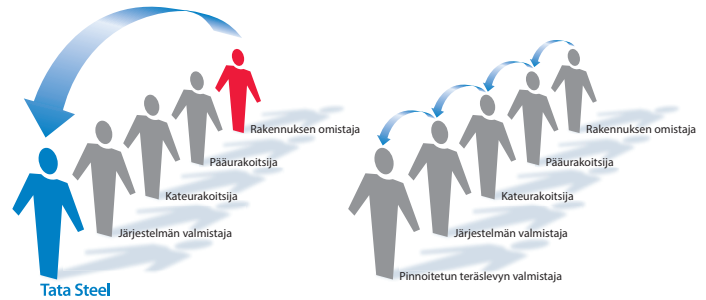 Rakennuksen omistaja
Pääurakoitsija
Kateurakoitsija
Järjestelmän valmistaja
Tata Steel
Rakennuksen omistaja
Pääurakoitsija
Kateurakoitsija
Järjestelmän valmistaja
Pinnoitetun teräslevyn valmistaja